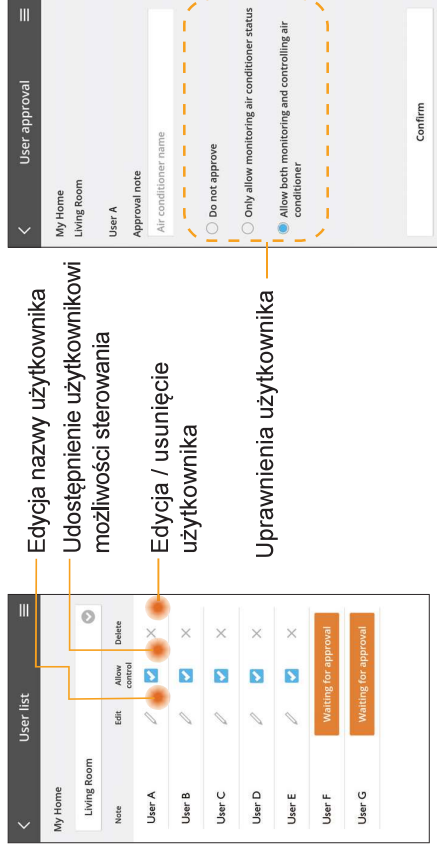 User list
My Home
Living Room
Note Edit Allow control Delete
User A
User B
User C
User D
User E
User F Waiting for approval
User G Waiting for approval
Edycja nazwy użytkownika
Udostępnienie użytkownikowi
możliwości sterowania
Edycja / usunięcie
użytkownika
Uprawnienia użytkownika
User approval
My Home
Living Room
User A
Approval note
Air conditioner name
Do not approve
Only allow monitoring air conditioner status
Allow both monitoring and controlling air
conditioner
Confirm